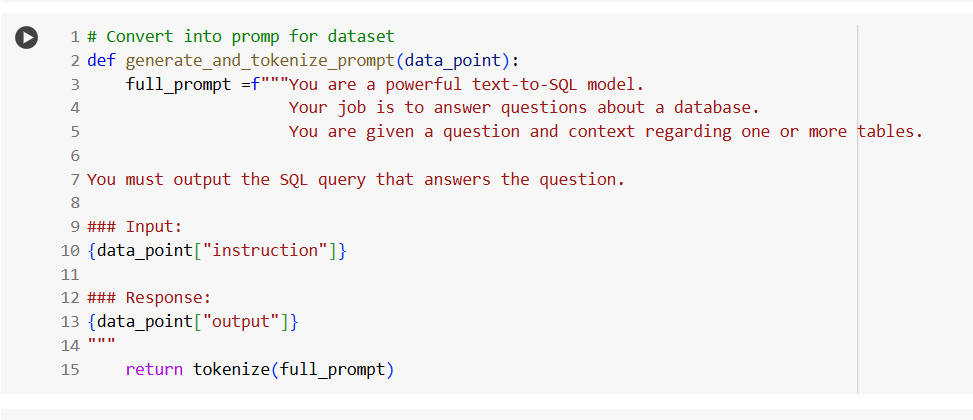 1 # Convert into promp for dataset
2 def generate_and_tokenize_prompt(data_point):
3     full_prompt =f"""You are a powerful text-to-SQL model.
4                      Your job is to answer questions about a database.
5                      You are given a question and context regarding one or more tables.
6
7 You must output the SQL query that answers the question.
8
9 ### Input:
10 {data_point["instruction"]}
11
12 ### Response:
13 {data_point["output"]}
14 """
15     return tokenize(full_prompt)